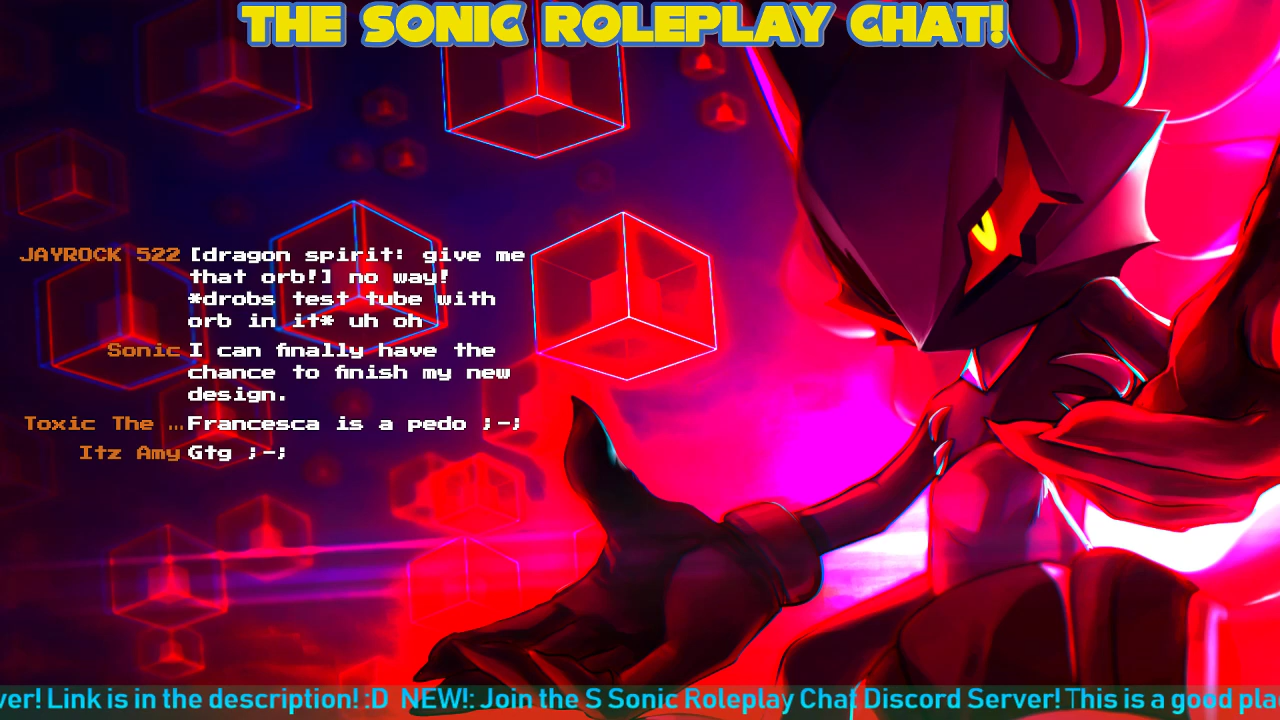 THE SONIC ROLEPLAY CHAT!
JAYROCK 522 [dragon spirit: give me
that orb!] no way!
*drobs test tube with
orb in it* uh oh
Sonic I can finally have the
chance to finish my new
design.
Toxic The ... Francesca is a pedo ;-;
Itz Amy Gtg ;-;
ver! Link is in the description! :D NEW!: Join the S Sonic Roleplay Chat Discord Server! This is a good pla